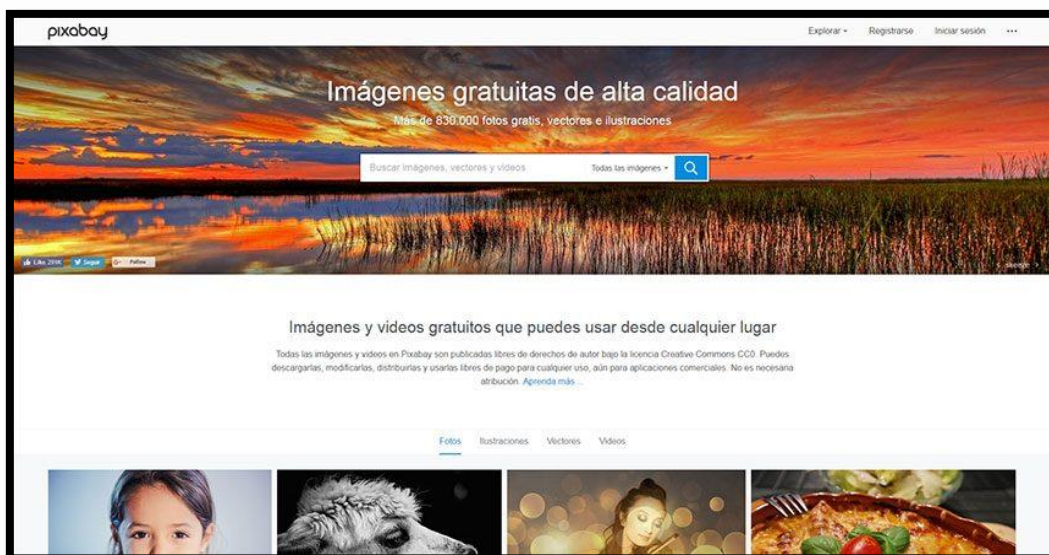 pixabay
Explorar
Registrarse
Iniciar sesión
Imágenes gratuitas de alta calidad
Más de 830.000 fotos gratis, vectores e ilustraciones
Buscar imágenes, vectores y videos
Todas las imágenes
Like
Seguir
G+
Follow
Imágenes y videos gratuitos que puedes usar desde cualquier lugar
Todas las imágenes y videos en Pixabay son publicadas libres de derechos de autor bajo la licencia Creative Commons CC0. Puedes
descargarlas, modificarlas, distribuirlas y usarlas libres de pago para cualquier uso, aún para aplicaciones comerciales. No es necesaria
atribución. Aprenda más ...
Fotos
Ilustraciones
Vectores
Videos